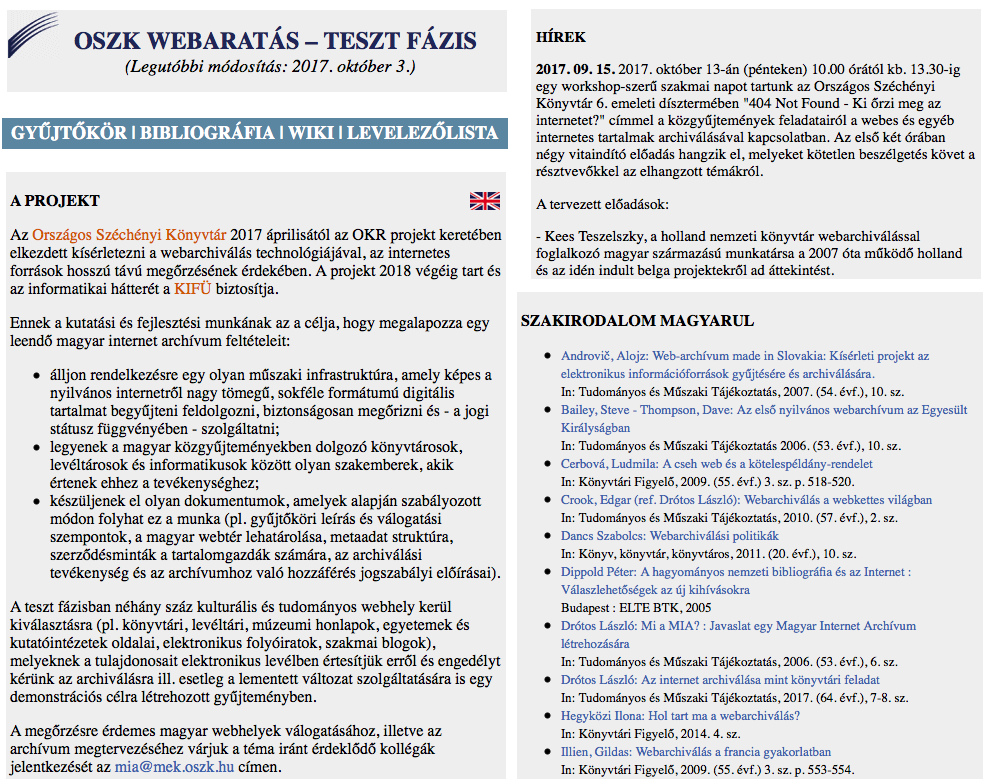 OSZK WEBARATÁS – TESZT FÁZIS
(Legutóbbi módosítás: 2017. október 3.)
GYŰJTŐKÖR | BIBLIOGRÁFIA | WIKI | LEVELEZŐLISTA
A PROJEKT
Az Országos Széchényi Könyvtár 2017 áprilisától az OKR projekt keretében
elkezdett kísérletezni a webarchiválás technológiájával, az internetes
források hosszú távú megőrzésének érdekében. A projekt 2018 végéig tart és
az informatikai hátterét a KIFÜ biztosítja.
Ennek a kutatási és fejlesztési munkának az a célja, hogy megalapozza egy
leendő magyar internet archívum feltételeit:
• álljon rendelkezésre egy olyan műszaki infrastruktúra, amely képes a
nyilvános internetről nagy tömegű, sokféle formátumú digitális
tartalmat begyűjteni feldolgozni, biztonságosan megőrizni és - a jogi
státusz függvényében - szolgáltatni;
• legyenek a magyar közgyűjteményekben dolgozó könyvtárosok,
levéltárosok és informatikusok között olyan szakemberek, akik
értenek ehhez a tevékenységhez;
• készüljenek el olyan dokumentumok, amelyek alapján szabályozott
módon folyhat ez a munka (pl. gyűjtőköri leírás és válogatási
szempontok, a magyar webtér lehatárolása, metaadat struktúra,
szerződésminták a tartalomgazdák számára, az archiválási
tevékenység és az archívumhoz való hozzáférés jogszabályi előírásai).
A teszt fázisban néhány száz kulturális és tudományos webhely kerül
kiválasztásra (pl. könyvtári, levéltári, múzeumi honlapok, egyetemek és
kutatóintézetek oldalai, elektronikus folyóiratok, szakmai blogok),
melyeknek a tulajdonosait elektronikus levélben értesítjük erről és engedélyt
kérünk az archiválásra ill. esetleg a lementett változat szolgáltatására is egy
demonstrációs célra létrehozott gyűjteményben.
A megőrzésre érdemes magyar webhelyek válogatásához, illetve az
archívum megtervezéséhez várjuk a téma iránt érdeklődő kollégák
jelentkezését az mia@mek.oszk.hu címen.
HÍREK
2017. 09. 15. 2017. október 13-án (pénteken) 10.00 órától kb. 13.30-ig
egy workshop-szerű szakmai napot tartunk az Országos Széchényi
Könyvtár 6. emeleti dísztermében "404 Not Found - Ki őrzi meg az
internetet?" címmel a közgyűjtemények feladatairól a webes és egyéb
internetes tartalmak archiválásával kapcsolatban. Az első két órában
négy vitaindító előadás hangzik el, melyeket kötetlen beszélgetés követ a
résztvevőkkel az elhangzott témákról.
A tervezett előadások:
- Kees Teszelszky, a holland nemzeti könyvtár webarchiválással
foglalkozó magyar származású munkatársa a 2007 óta működő holland
és az idén indult belga projektekről ad áttekintést.
SZAKIRODALOM MAGYARUL
• Androvič, Alojz: Web-archívum made in Slovakia: Kísérleti projekt az
elektronikus információforrások gyűjtésére és archiválására.
In: Tudományos és Műszaki Tájékoztatás, 2007. (54. évf.), 10. sz.
• Bailey, Steve - Thompson, Dave: Az első nyilvános webarchívum az Egyesült
Királyságban
In: Tudományos és Műszaki Tájékoztatás 2006. (53. évf.), 10. sz.
• Cerbová, Ludmila: A cseh web és a kötelespéldány-rendelet
In: Könyvtári Figyelő, 2009. (55. évf.) 3. sz. p. 518-520.
• Crook, Edgar (ref. Drótos László): Webarchiválás a webkettes világban
In: Tudományos és Műszaki Tájékoztatás, 2010. (57. évf.), 2. sz.
• Dancs Szabolcs: Webarchiválási politikák
In: Könyv, könyvtár, könyvtáros, 2011. (20. évf.), 10. sz.
• Dippold Péter: A hagyományos nemzeti bibliográfia és az Internet :
Válaszlehetőségek az új kihívásokra
Budapest : ELTE BTK, 2005
• Drótos László: Mi a MIA? : Javaslat egy Magyar Internet Archívum
létrehozására
In: Tudományos és Műszaki Tájékoztatás, 2006. (53. évf.), 6. sz.
• Drótos László: Az internet archiválása mint könyvtári feladat
In: Tudományos és Műszaki Tájékoztatás, 2017. (64. évf.), 7-8. sz.
• Hegyközi Ilona: Hol tart ma a webarchiválás?
In: Könyvtári Figyelő, 2014. 4. sz.
• Illien, Gildas: Webarchiválás a francia gyakorlatban
In: Könyvtári Figyelő, 2009. (55. évf.) 3. sz. p. 553-554.